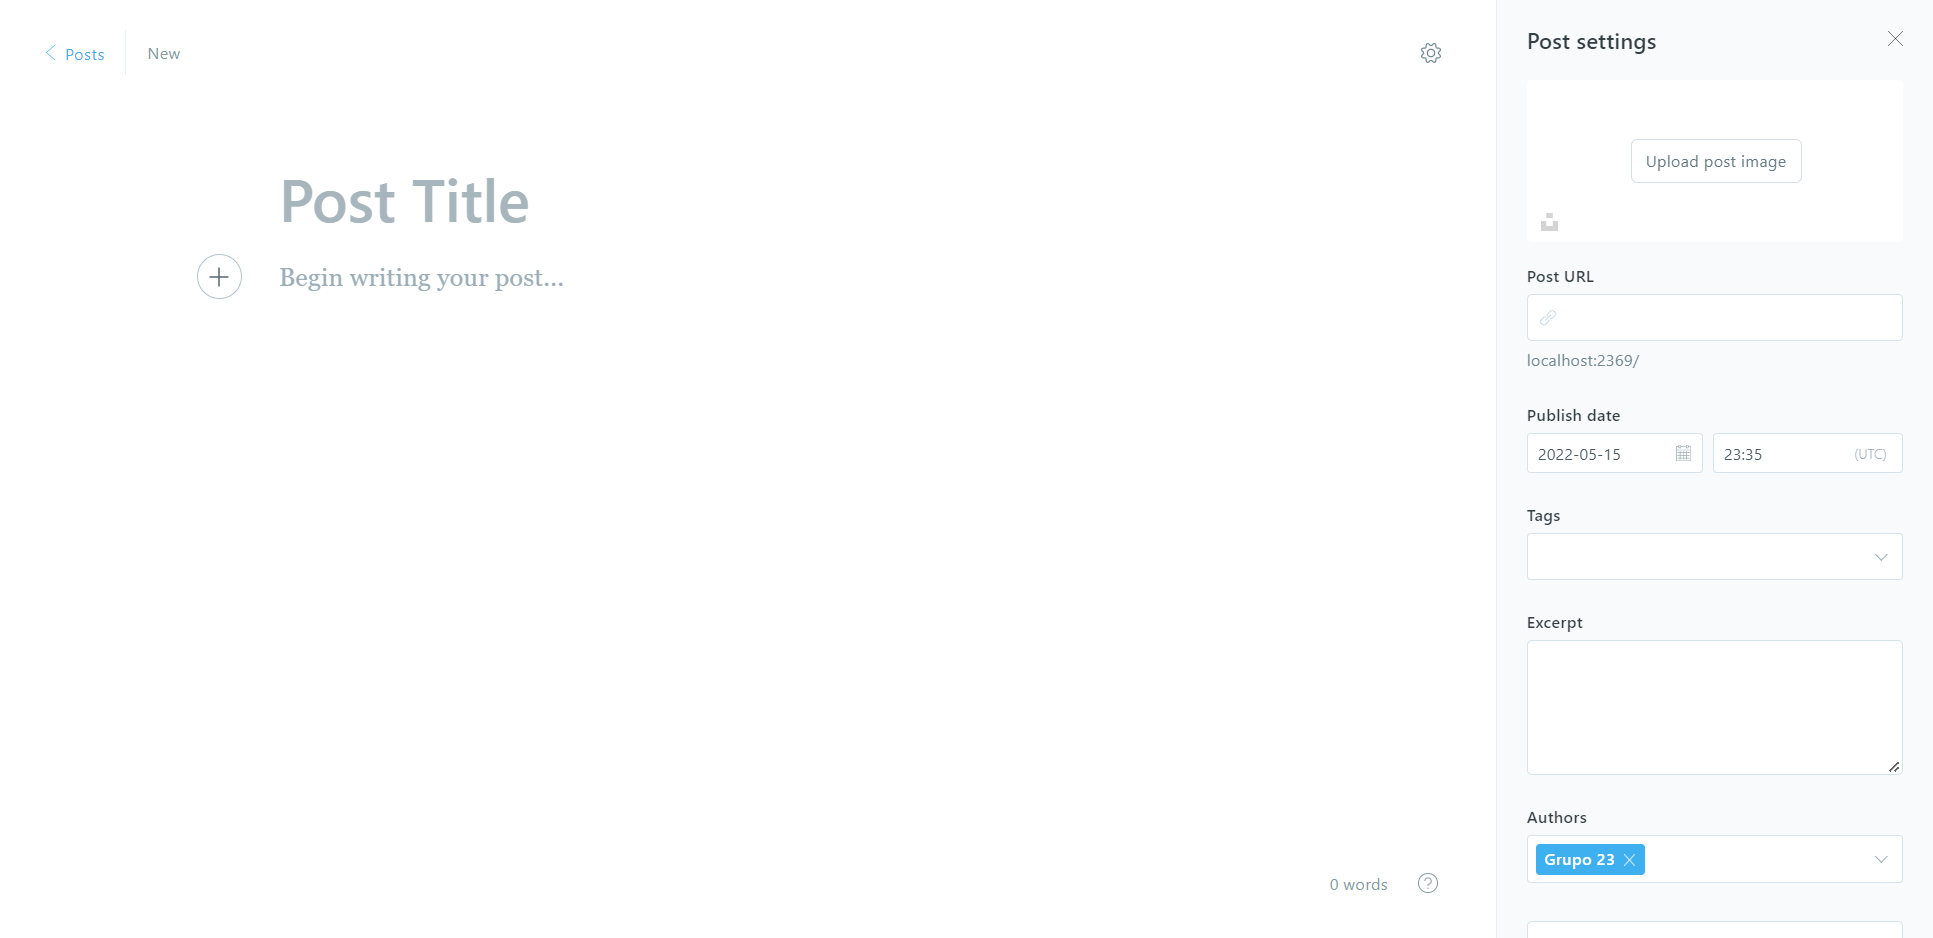 Posts
New
Post Title
Begin writing your post...
0 words
Post settings
Upload post image
Post URL
localhost:2369/
Publish date
2022-05-15
23:35
(UTC)
Tags
Excerpt
Authors
Grupo 23